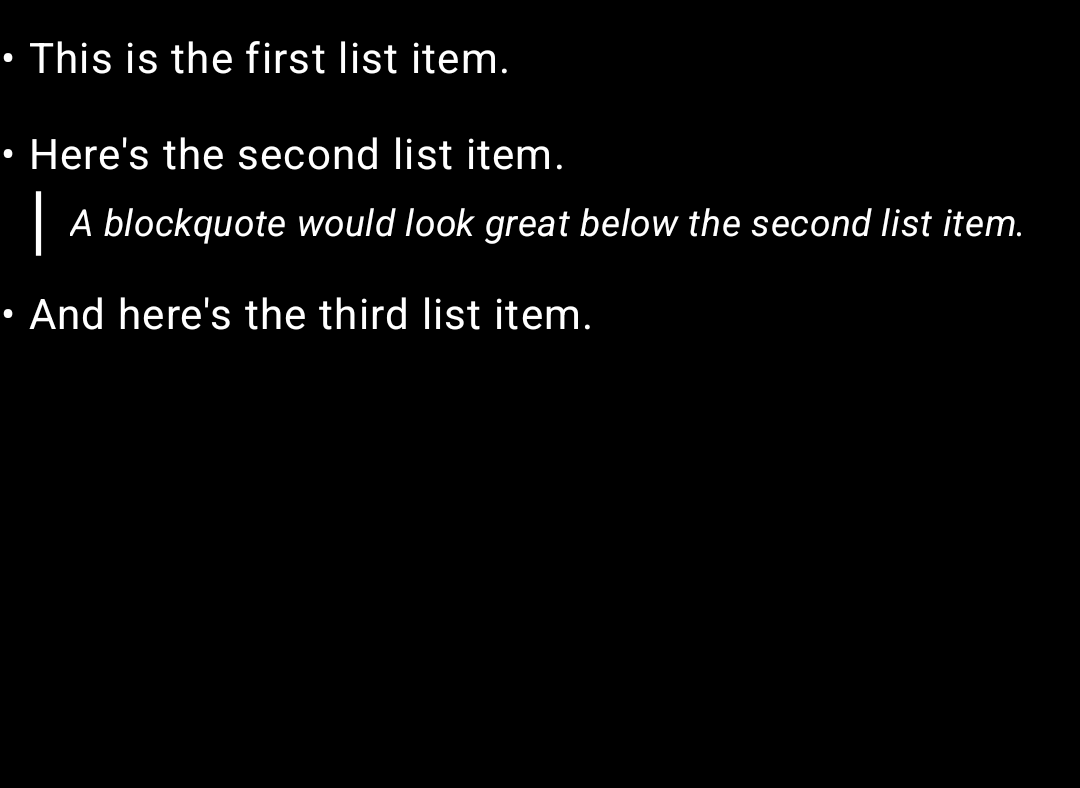 • This is the first list item.
• Here's the second list item.
A blockquote would look great below the second list item.
• And here's the third list item.